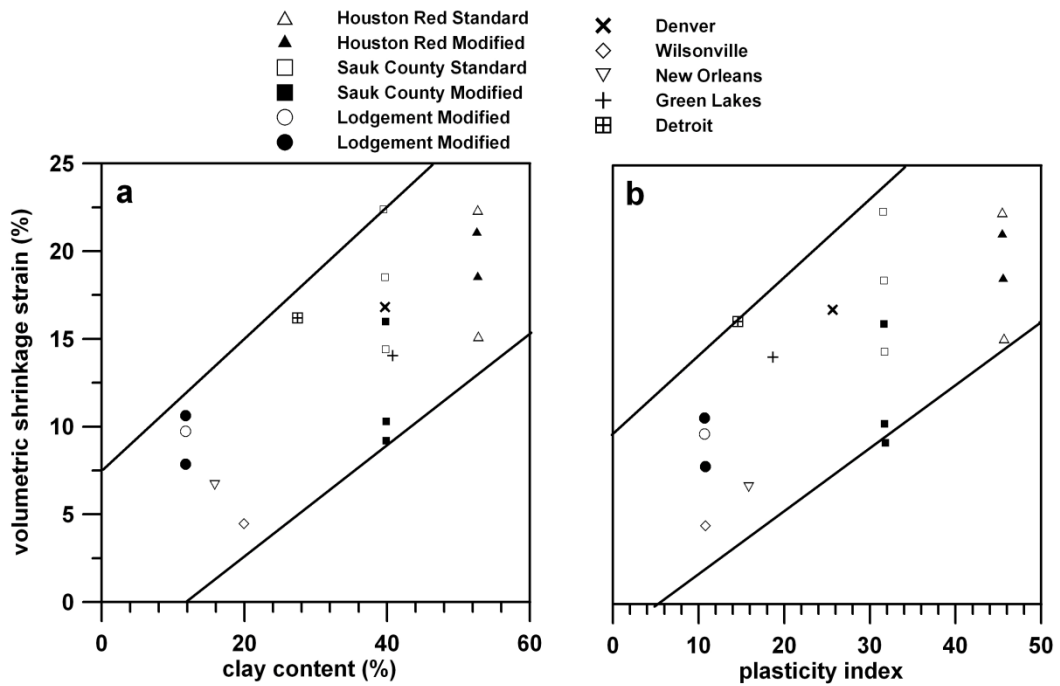 Houston Red Standard
Houston Red Modified
Sauk County Standard
Sauk County Modified
Lodgement Modified
Lodgement Modified
Denver
Wilsonville
New Orleans
Green Lakes
Detroit
volumetric shrinkage strain (%)
25
20
15
10
5
0
a
0 20 40 60
clay content (%)
b
0 10 20 30 40 50
plasticity index